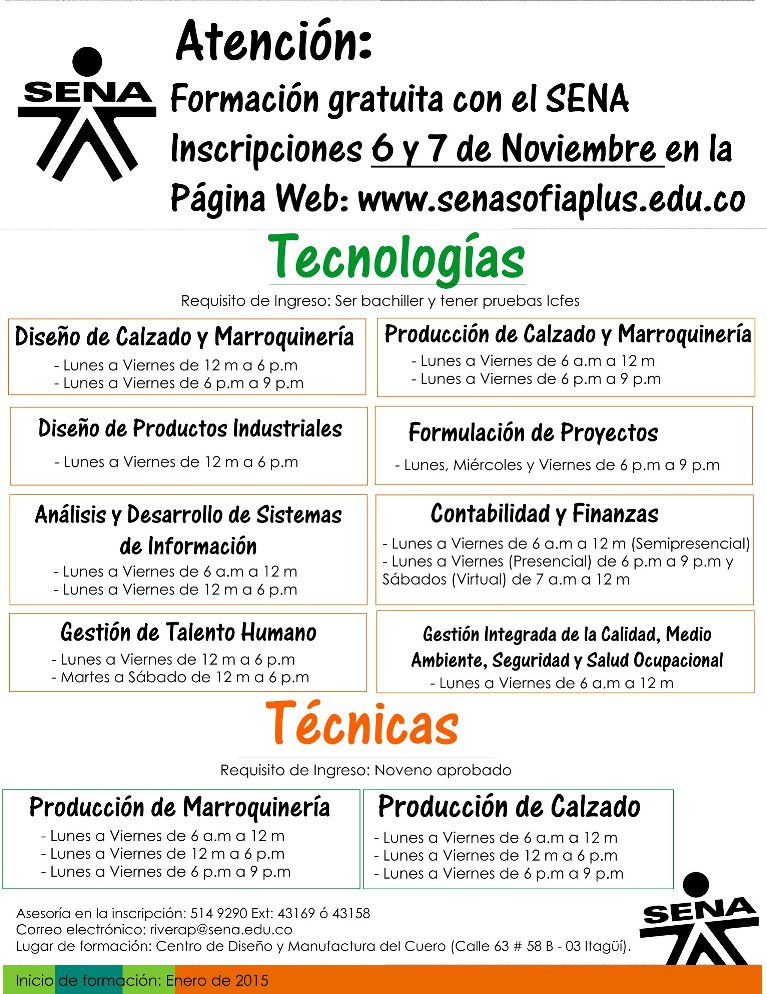 SENA
Atención:
Formación gratuita con el SENA
Inscripciones 6 y 7 de Noviembre en la
Página Web: www.senasofiaplus.edu.co
Tecnologías
Requisito de Ingreso: Ser bachiller y tener pruebas Icfes
Diseño de Calzado y Marroquinería
- Lunes a Viernes de 12 m a 6 p.m
- Lunes a Viernes de 6 p.m a 9 p.m
Producción de Calzado y Marroquinería
- Lunes a Viernes de 6 a.m a 12 m
- Lunes a Viernes de 6 p.m a 9 p.m
Diseño de Productos Industriales
- Lunes a Viernes de 12 m a 6 p.m
Formulación de Proyectos
- Lunes, Miércoles y Viernes de 6 p.m a 9 p.m
Análisis y Desarrollo de Sistemas
de Información
- Lunes a Viernes de 6 a.m a 12 m
- Lunes a Viernes de 12 m a 6 p.m
Contabilidad y Finanzas
- Lunes a Viernes de 6 a.m a 12 m (Semipresencial)
- Lunes a Viernes (Presencial) de 6 p.m a 9 p.m y
Sábados (Virtual) de 7 a.m a 12 m
Gestión de Talento Humano
- Lunes a Viernes de 12 m a 6 p.m
- Martes a Sábado de 12 m a 6 p.m
Gestión Integrada de la Calidad, Medio
Ambiente, Seguridad y Salud Ocupacional
- Lunes a Viernes de 6 a.m a 12 m
Técnicas
Requisito de Ingreso: Noveno aprobado
Producción de Marroquinería
- Lunes a Viernes de 6 a.m a 12 m
- Lunes a Viernes de 12 m a 6 p.m
- Lunes a Viernes de 6 p.m a 9 p.m
Producción de Calzado
- Lunes a Viernes de 6 a.m a 12 m
- Lunes a Viernes de 12 m a 6 p.m
- Lunes a Viernes de 6 p.m a 9 p.m
Asesoría en la inscripción: 514 9290 Ext: 43169 ó 43158
Correo electrónico: riverap@sena.edu.co
Lugar de formación: Centro de Diseño y Manufactura del Cuero (Calle 63 # 58 B - 03 Itagüí).
SENA
Inicio de formación: Enero de 2015